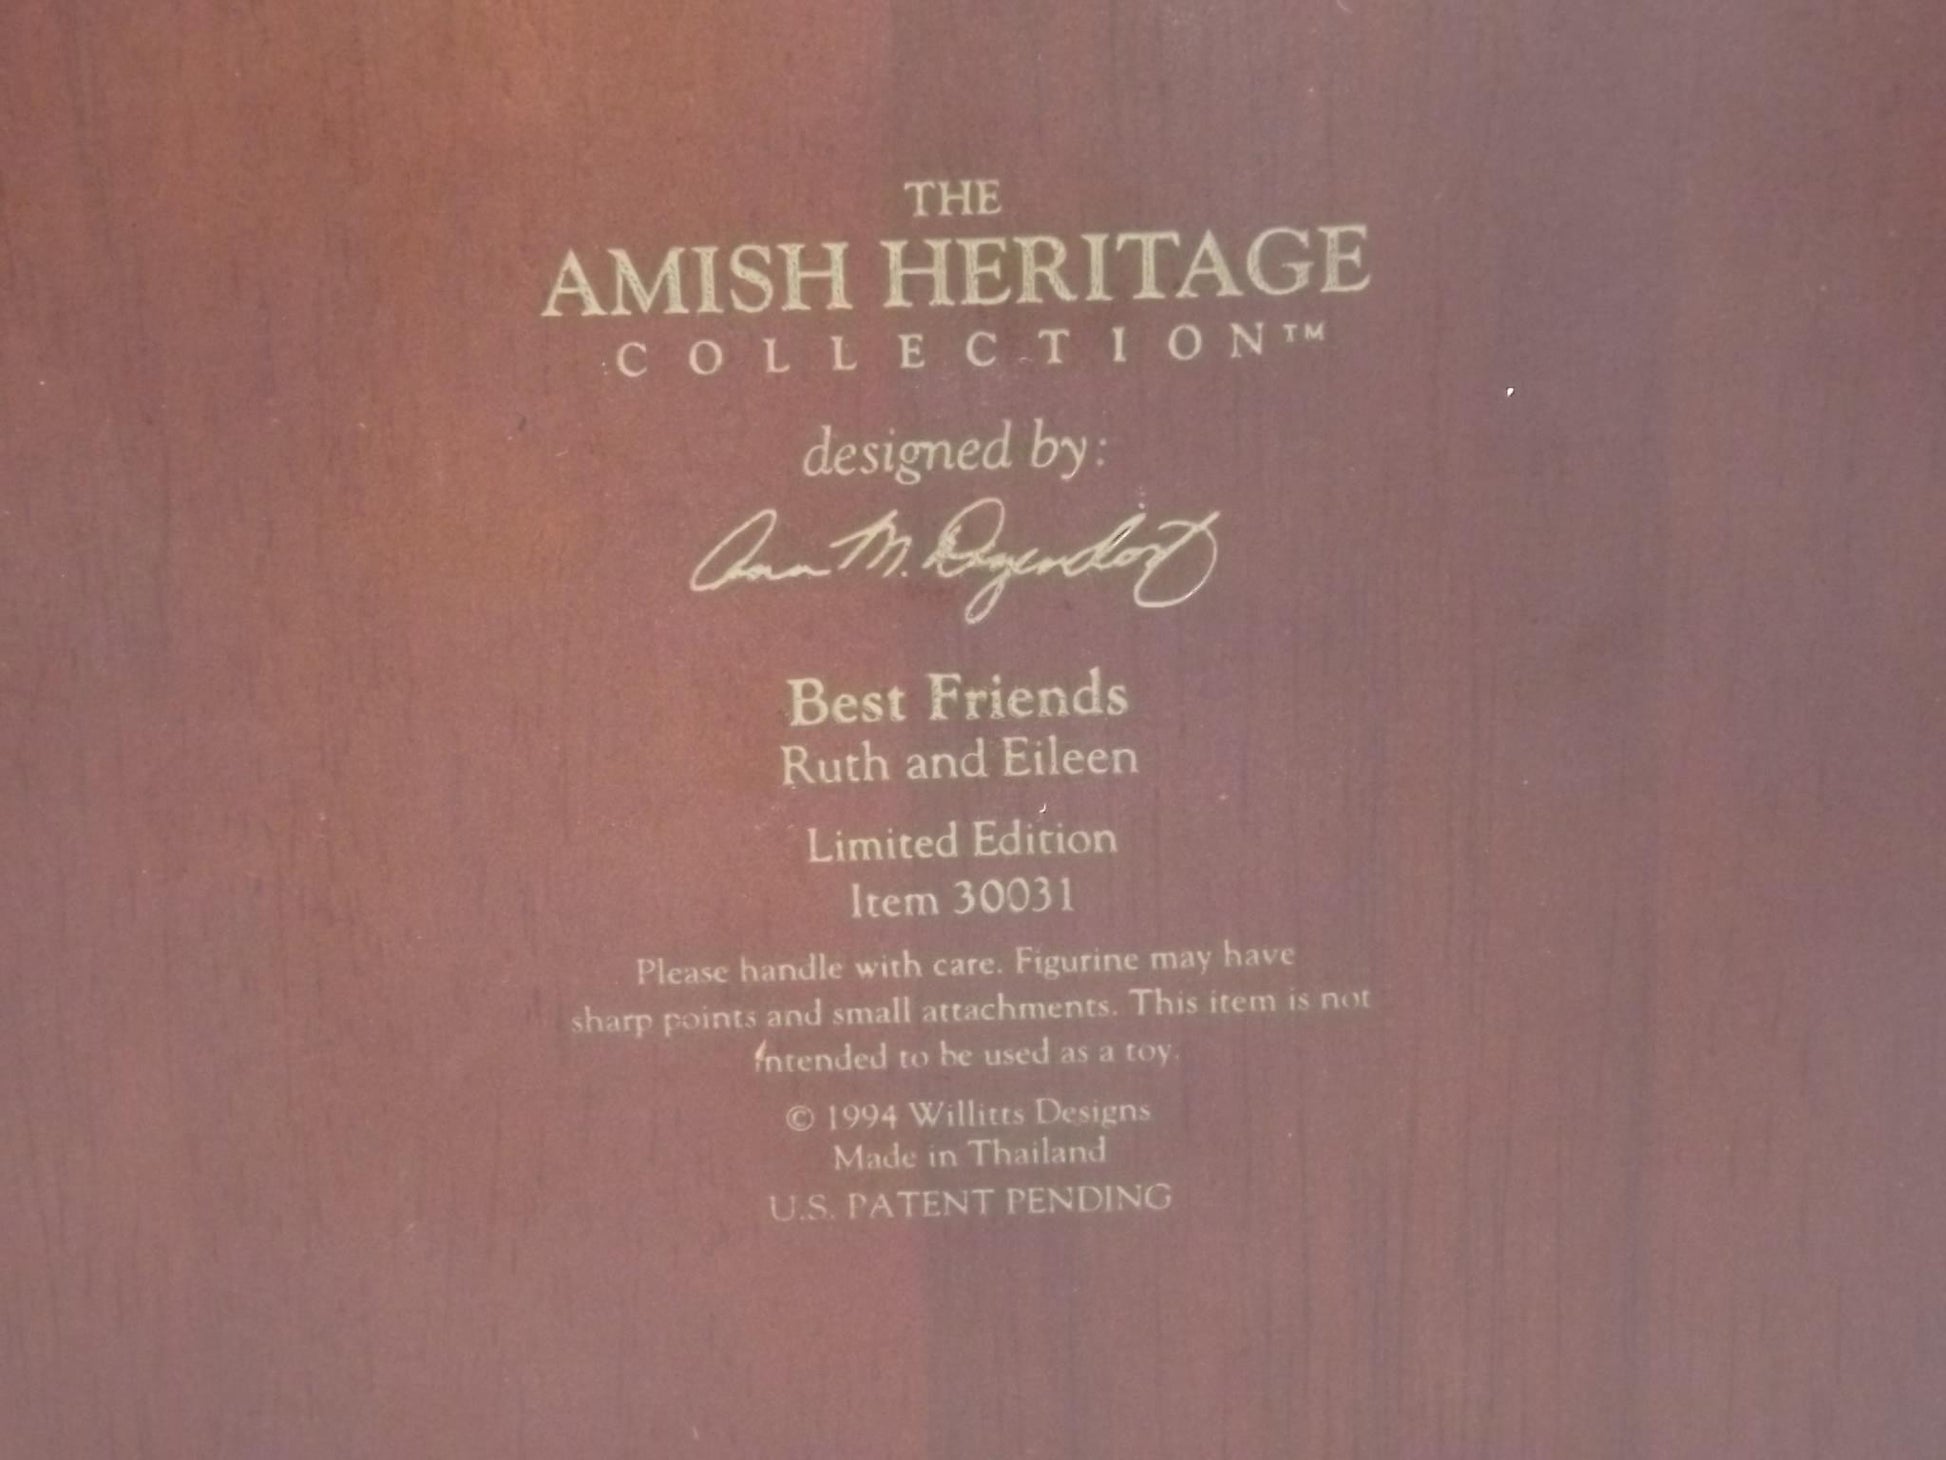 THE
AMISH HERITAGE
COLLECTION™
designed by:
Ann M. Dezendorf
Best Friends
Ruth and Eileen
Limited Edition
Item 30031
Please handle with care. Figurine may have
sharp points and small attachments. This item is not
intended to be used as a toy.
© 1994 Willitts Designs
Made in Thailand
U.S. PATENT PENDING